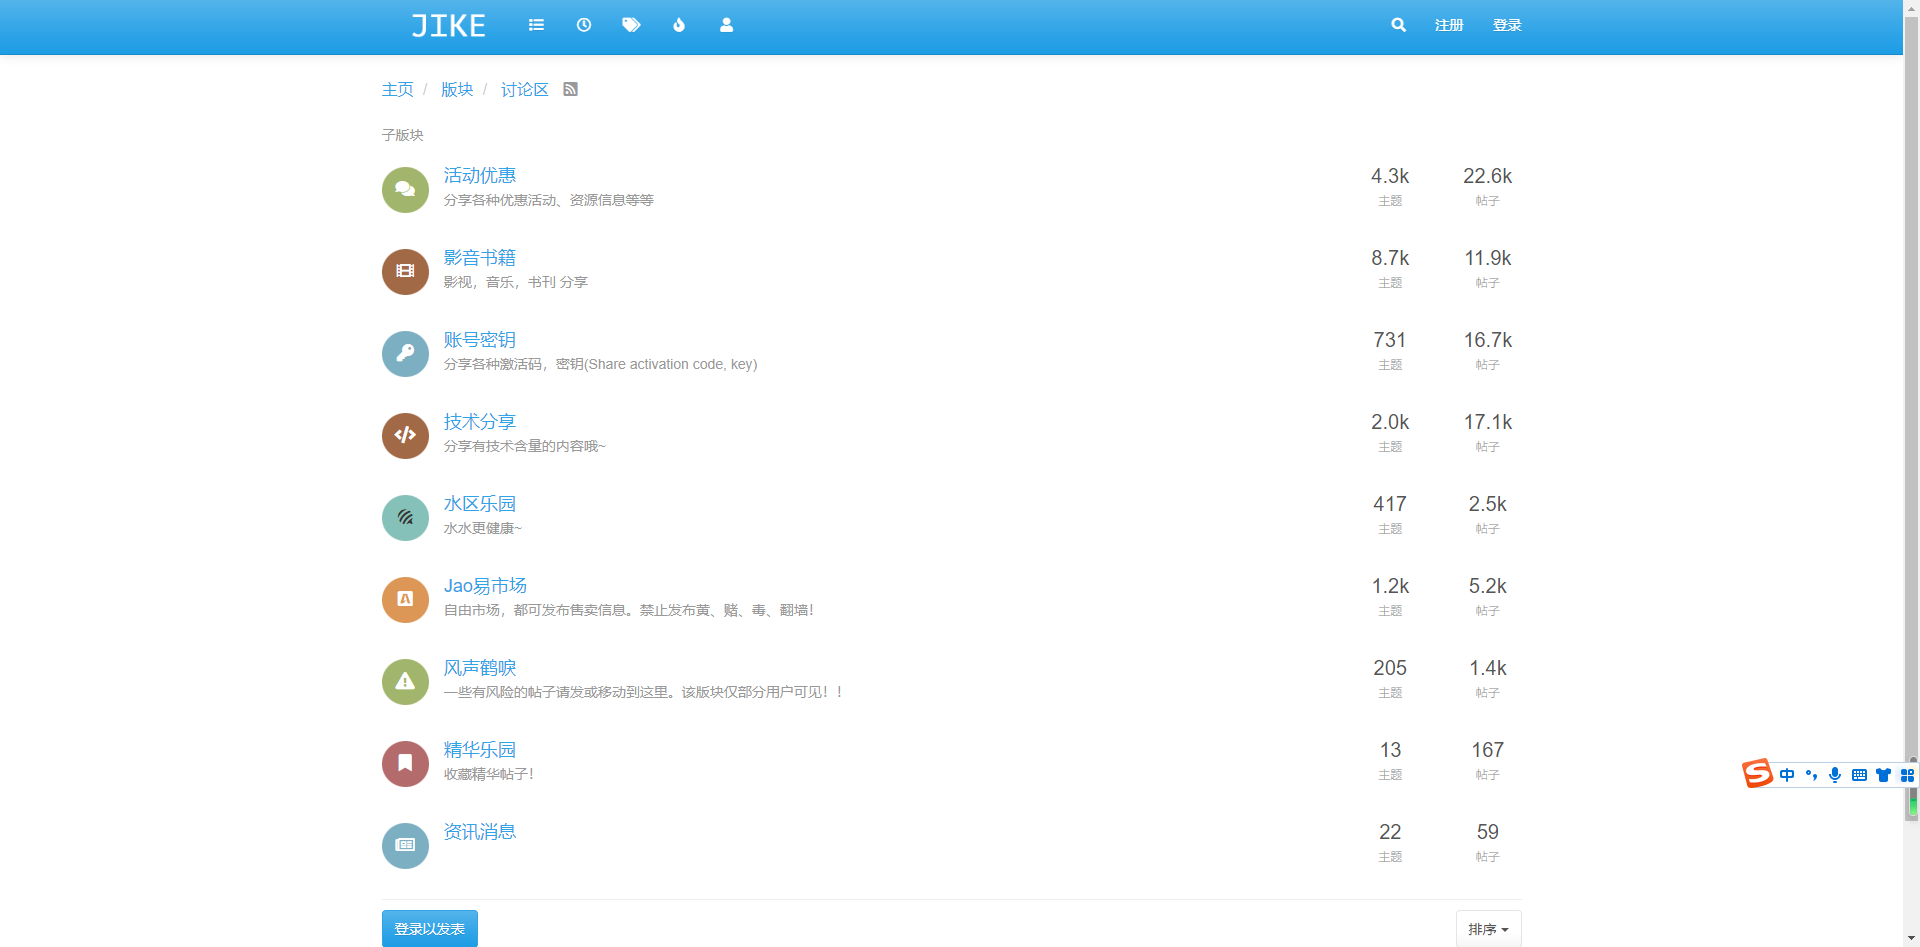 JIKE 注册 登录
主页 / 版块 / 讨论区
子版块
活动优惠 4.3k 22.6k
分享各种优惠活动、资源信息等等 主题 帖子
影音书籍 8.7k 11.9k
影视，音乐，书刊 分享 主题 帖子
账号密钥 731 16.7k
分享各种激活码，密钥(Share activation code, key) 主题 帖子
技术分享 2.0k 17.1k
分享有技术含量的内容哦~ 主题 帖子
水区乐园 417 2.5k
水水更健康~ 主题 帖子
Jao易市场 1.2k 5.2k
自由市场，都可发布售卖信息。禁止发布黄、赌、毒、翻墙！ 主题 帖子
风声鹤唳 205 1.4k
一些有风险的帖子请发或移动到这里。该版块仅部分用户可见！！ 主题 帖子
精华乐园 13 167
收藏精华帖子！ 主题 帖子
中
资讯消息 22 59
主题 帖子
登录以发表 排序